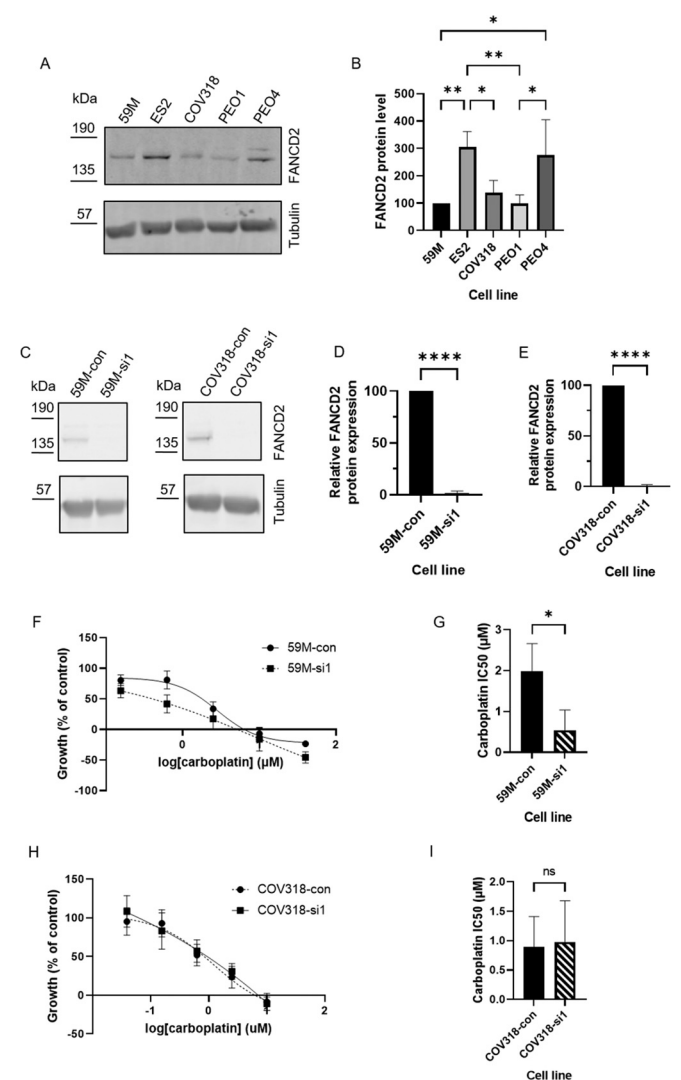 A
kDa
59M
ES2
COV318
PEO1
PEO4
190
135
FANCD2
57
Tubulin
B
*
**
** * *
FANCD2 protein level
500
400
300
200
100
0
59M
ES2
COV318
PEO1
PEO4
Cell line
C
kDa
59M-con
59M-si1
190
135
57
kDa
COV318-con
COV318-si1
190
135
57
FANCD2
Tubulin
D
****
Relative FANCD2
protein expression
100
50
0
59M-con
59M-si1
Cell line
E
****
Relative FANCD2
protein expression
100
50
0
COV318-con
COV318-si1
Cell line
F
Growth (% of control)
150
100
50
0
-50
-100
0
2
log[carboplatin] (µM)
59M-con
59M-si1
G
*
Carboplatin IC50 (µM)
3
2
1
0
59M-con
59M-si1
Cell line
H
Growth (% of control)
150
100
50
0
-50
-1
0
1
2
log[carboplatin] (uM)
COV318-con
COV318-si1
I
ns
Carboplatin IC50 (µM)
2.0
1.5
1.0
0.5
0.0
COV318-con
COV318-si1
Cell line